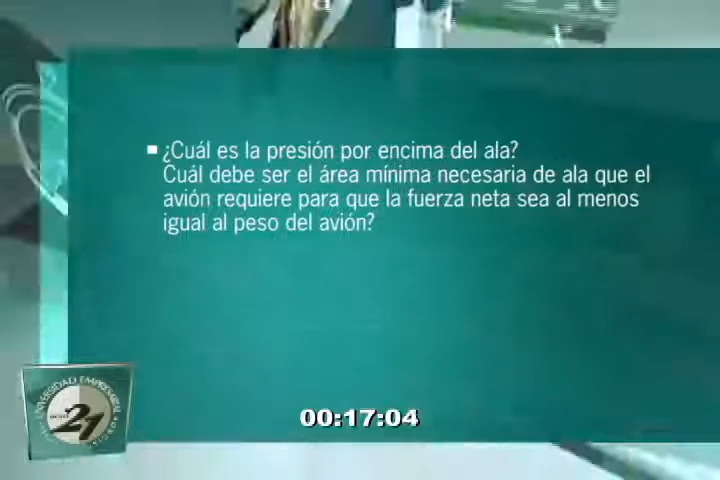 ■ ¿Cuál es la presión por encima del ala?
Cuál debe ser el área mínima necesaria de ala que el
avión requiere para que la fuerza neta sea al menos
igual al peso del avión?
21
00:17:04